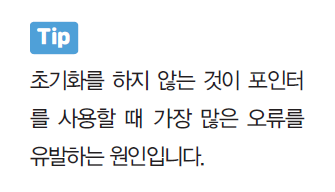 Tip
초기화를 하지 않는 것이 포인터
를 사용할 때 가장 많은 오류를
유발하는 원인입니다.